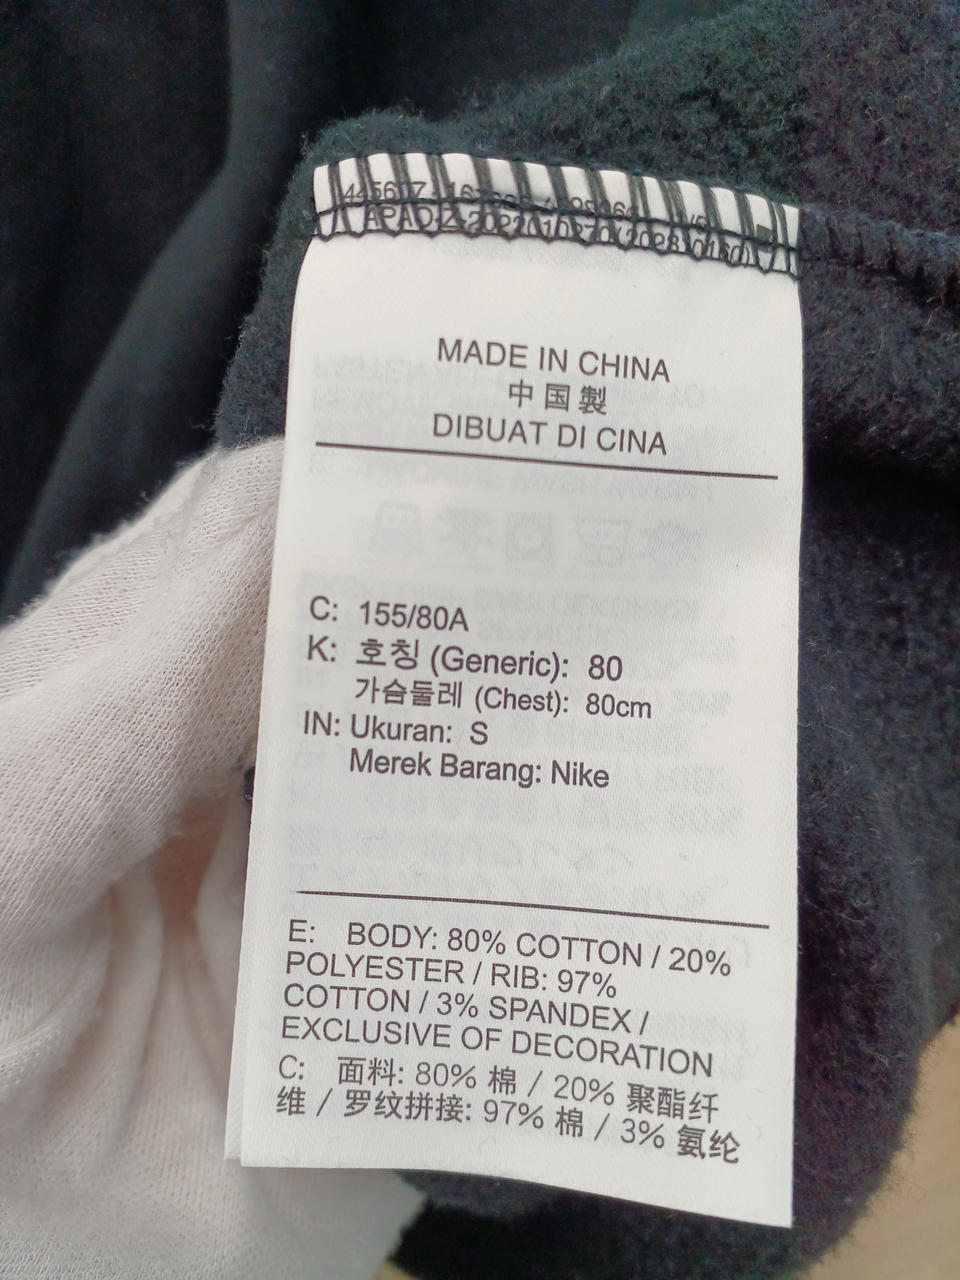 MADE IN CHINA
中国製
DIBUAT DI CINA
C: 155/80A
K: 호칭 (Generic): 80
가슴둘레 (Chest): 80cm
IN: Ukuran: S
Merek Barang: Nike
E: BODY: 80% COTTON / 20%
POLYESTER / RIB: 97%
COTTON / 3% SPANDEX /
EXCLUSIVE OF DECORATION
C: 面料: 80% 棉 / 20% 聚酯纤
维 / 罗纹拼接: 97% 棉 / 3% 氨纶